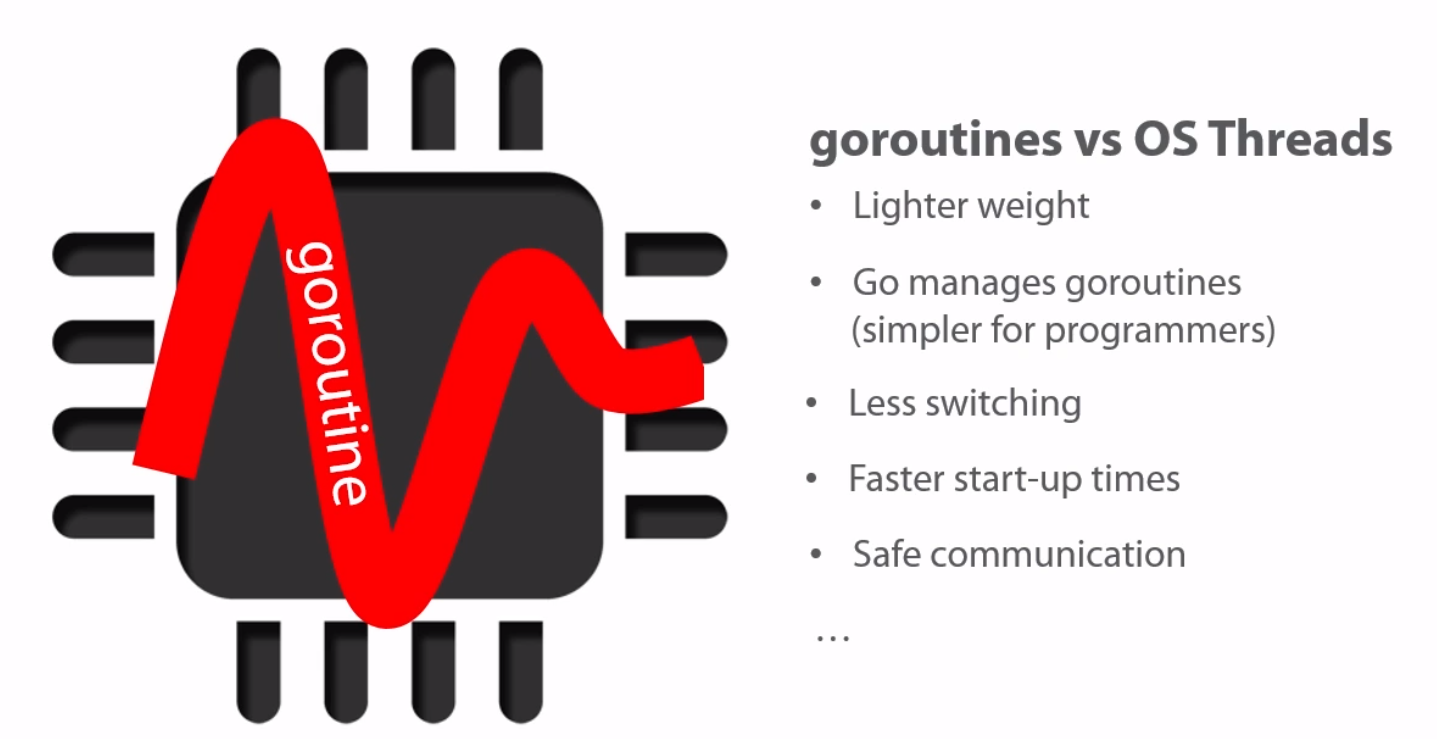 goroutine
goroutines vs OS Threads
• Lighter weight
• Go manages goroutines
(simpler for programmers)
• Less switching
• Faster start-up times
• Safe communication
...